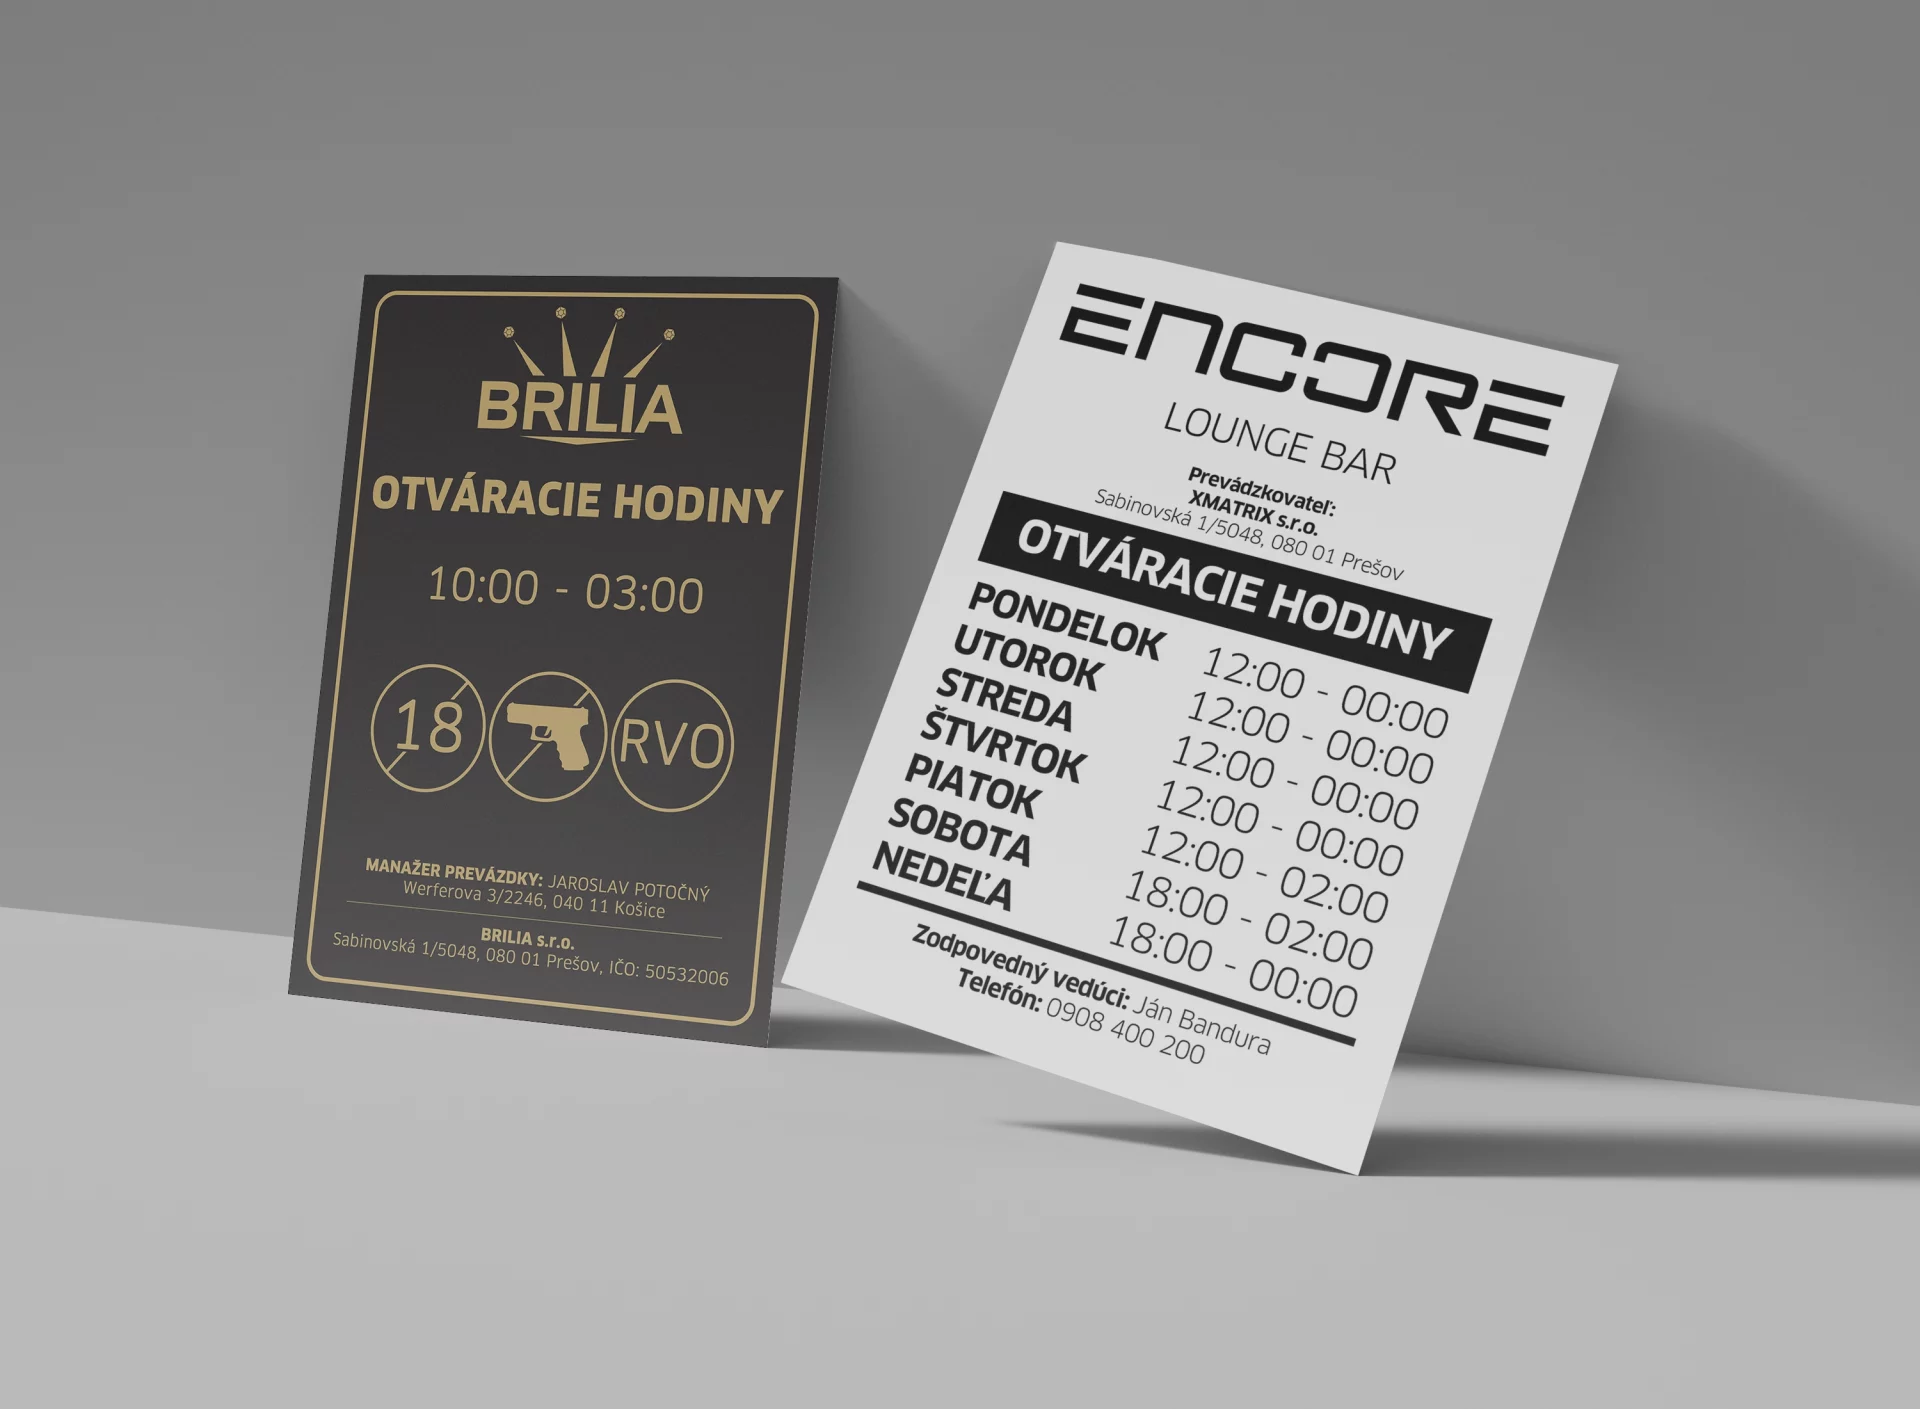 BRILIA
OTVÁRACIE HODINY
10:00 - 03:00
18
RVO
MANAŽER PREVÁZDKY: JAROSLAV POTOČNÝ
Werferova 3/2246, 040 11 Košice
BRILIA s.r.o.
Sabinovská 1/5048, 080 01 Prešov, IČO: 50532006
ENCORE
LOUNGE BAR
Prevádzkovateľ:
XMATRIX s.r.o.
Sabinovská 1/5048, 080 01 Prešov
OTVÁRACIE HODINY
PONDELOK 12:00 - 00:00
UTOROK 12:00 - 00:00
STREDA 12:00 - 00:00
ŠTVRTOK 12:00 - 00:00
PIATOK 12:00 - 02:00
SOBOTA 18:00 - 02:00
NEDEĽA 18:00 - 00:00
Zodpovedný vedúci: Ján Bandura
Telefón: 0908 400 200